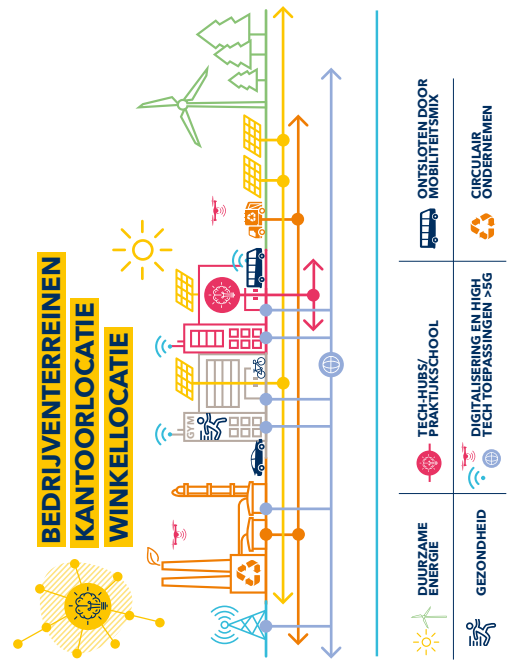 BEDRIJVENTERREINEN
KANTOORLOCATIE
WINKELLOCATIE
GYM
DUURZAME
ENERGIE
TECH-HUBS/
PRAKTIJKSCHOOL
ONTSLOTEN DOOR
MOBILITEITSMIX
GEZONDHEID
DIGITALISERING EN HIGH
TECH TOEPASSINGEN >5G
CIRCULAIR
ONDERNEMEN